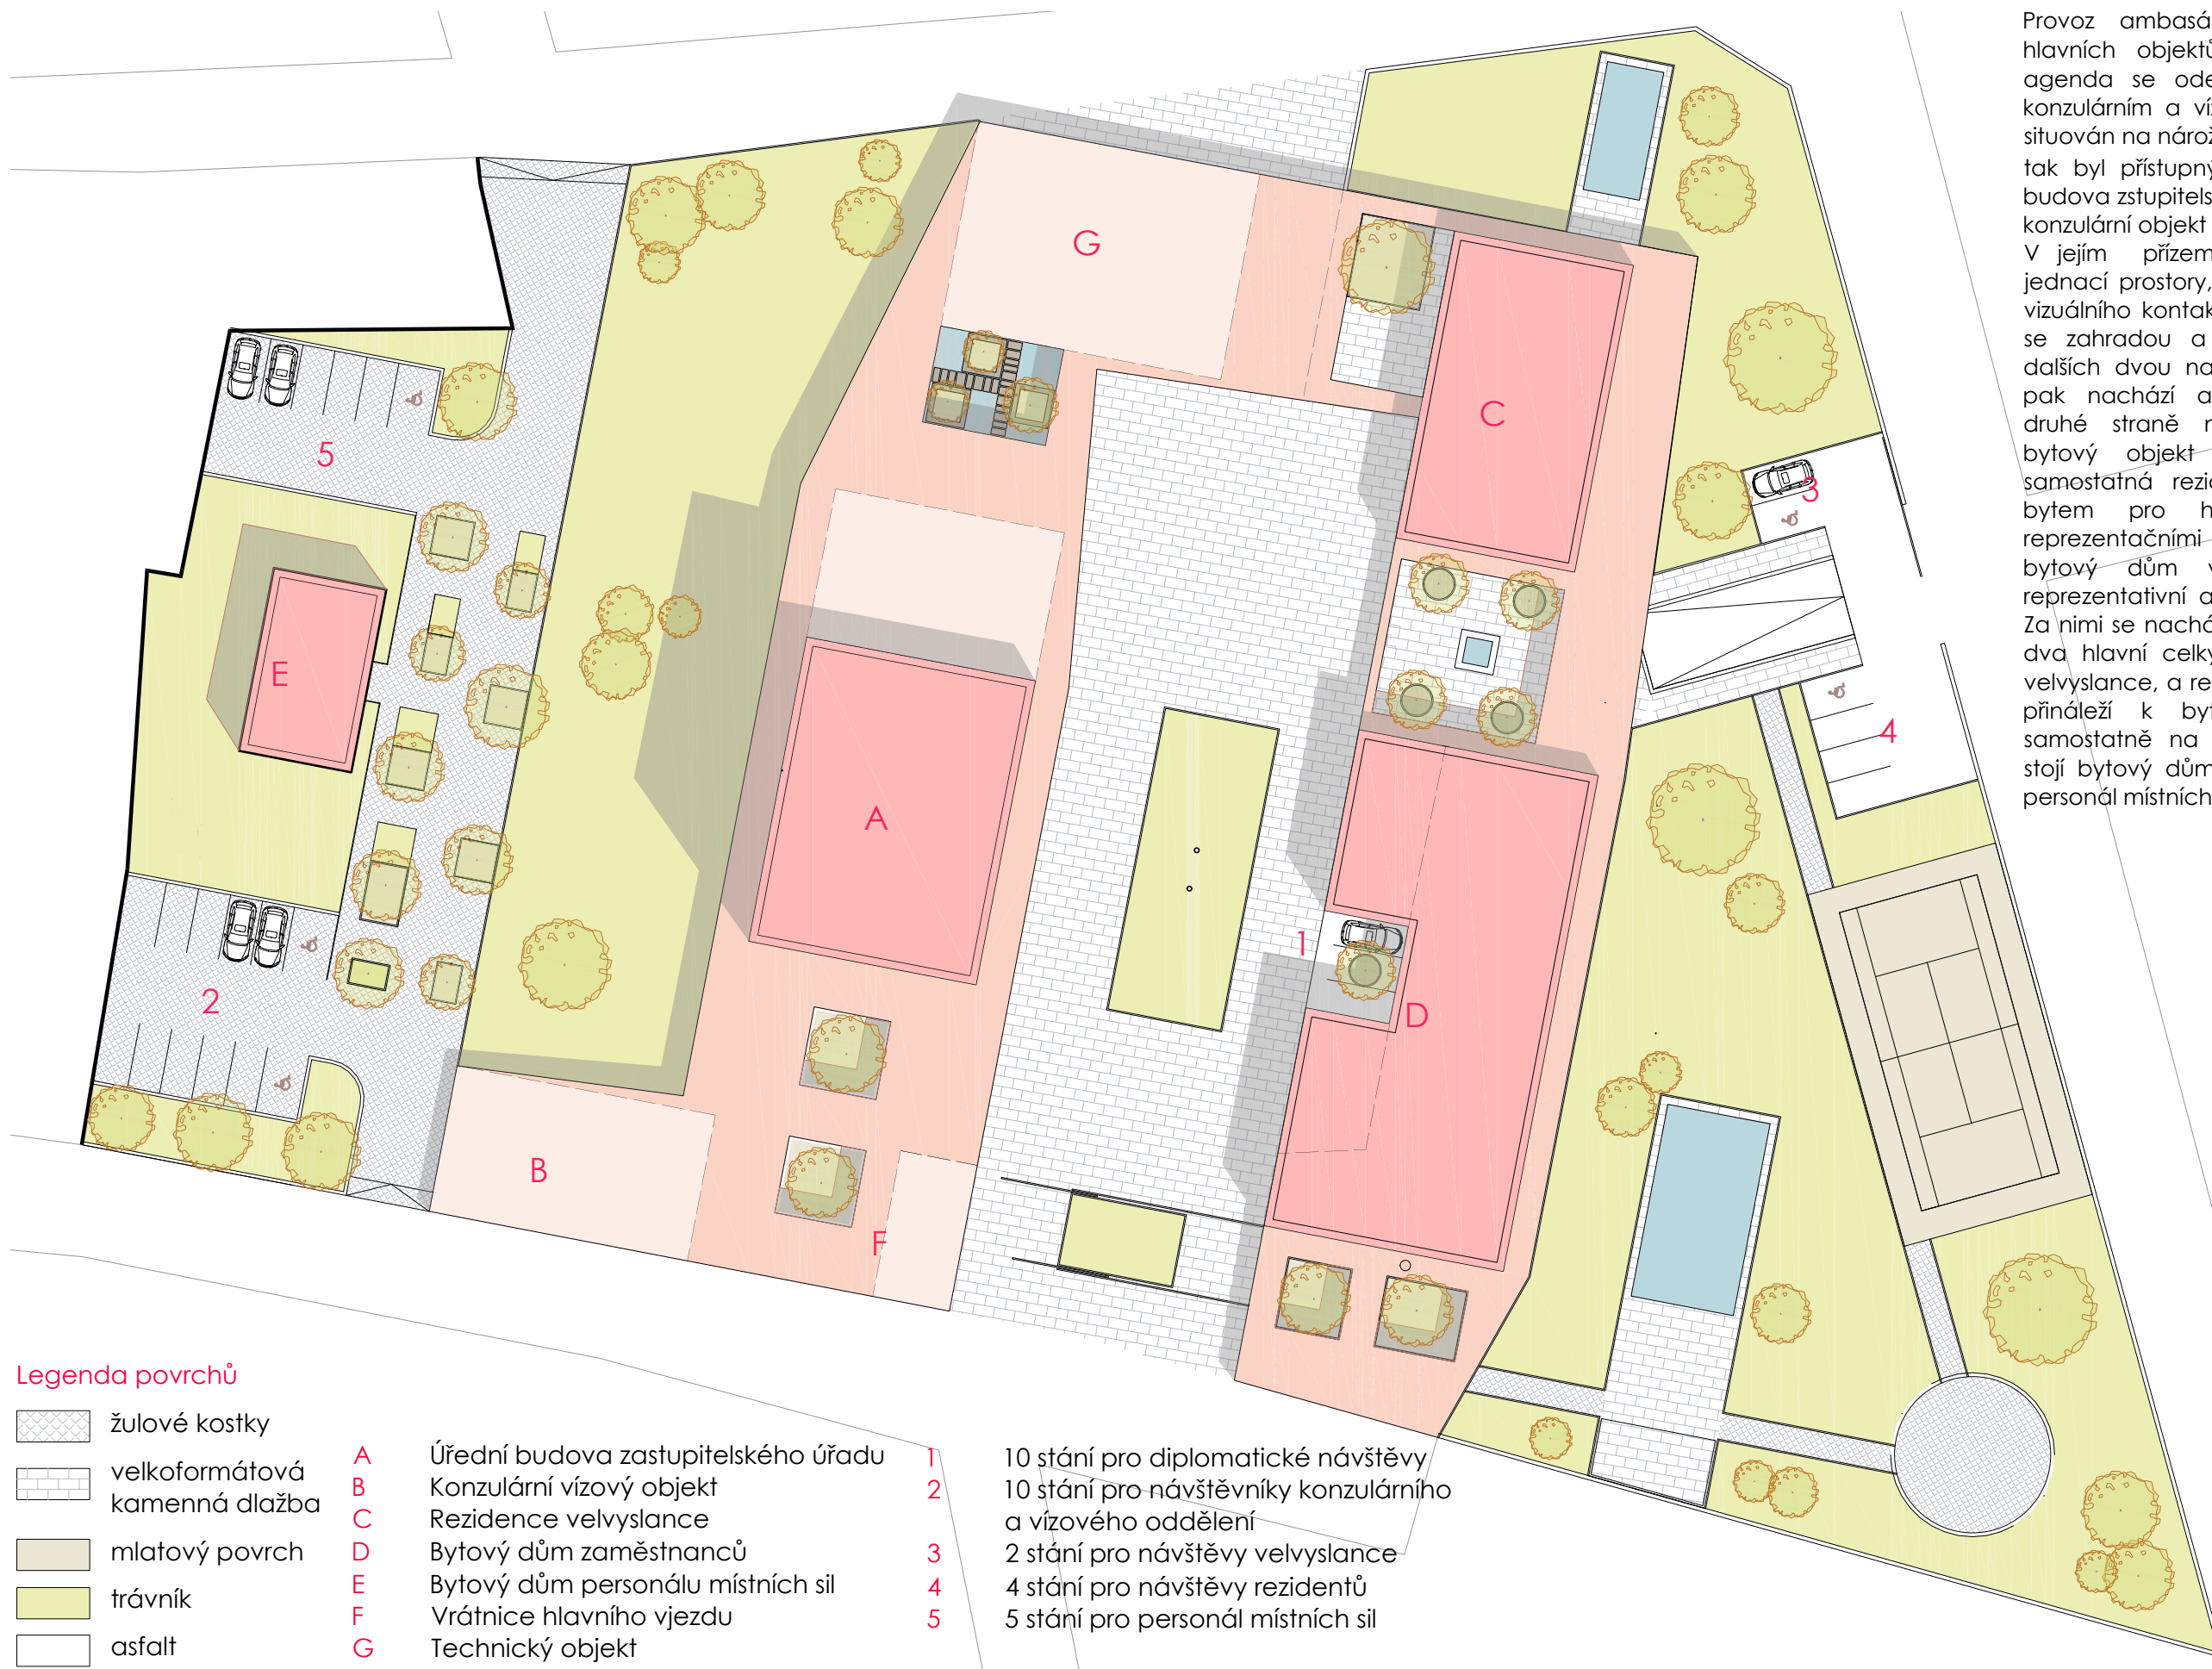 Provoz
hlavních
agenda se
konzulárním a
situován na
tak byl přístupný
budova
konzulární objekt
V jejím
jednací prostory,
vizuálního
se zahradou a
dalších dvou
pak nachází
druhé straně
bytový objekt
samostatná
bytem pro
reprezentačními
bytový dům
reprezentativní
Za nimi se
dva hlavní
velvyslance, a
přináleží k
samostatně na
stojí bytový dům
personál místních
G
C
5
3
E
A
4
1
2
D
B
F
Legenda povrchů
žulové kostky
velkoformátová
kamenná dlažba
mlatový povrch
trávník
asfalt
A Úřední budova zastupitelského úřadu
B Konzulární vízový objekt
C Rezidence velvyslance
D Bytový dům zaměstnanců
E Bytový dům personálu místních sil
F Vrátnice hlavního vjezdu
G Technický objekt
1 10 stání pro diplomatické návštěvy
2 10 stání pro návštěvníky konzulárního
a vízového oddělení
3 2 stání pro návštěvy velvyslance
4 4 stání pro návštěvy rezidentů
5 5 stání pro personál místních sil